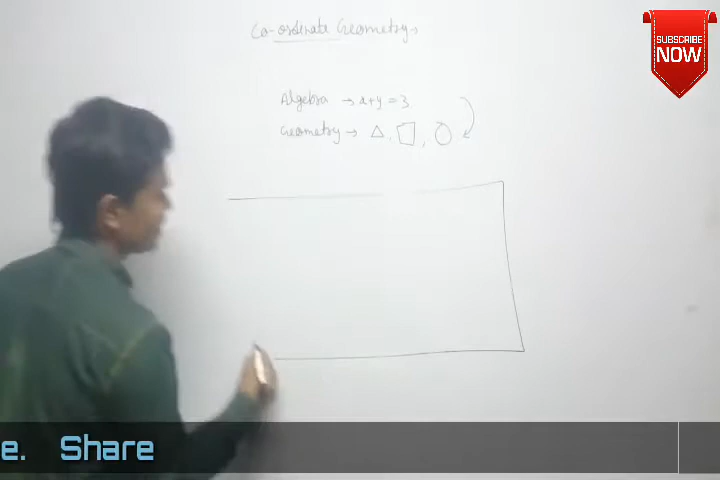 Co-ordinate Geometry.
Algebra → x+y=3
Geometry →
SUBSCRIBE
NOW
e. Share